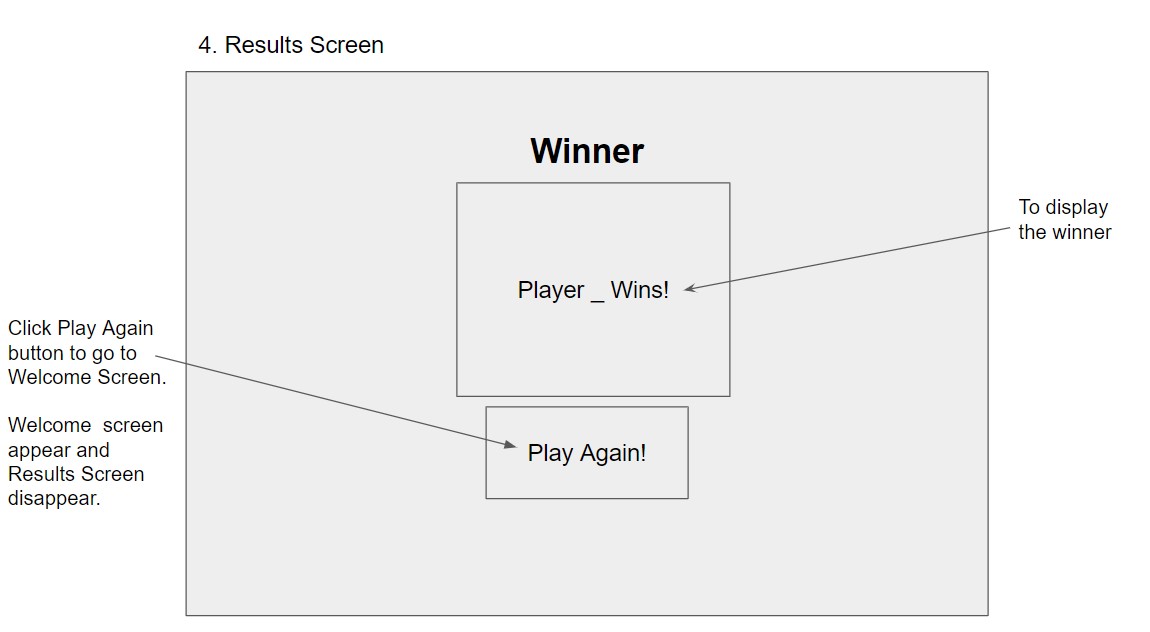 4. Results Screen
Winner
Player _ Wins!
Play Again!
To display
the winner
Click Play Again
button to go to
Welcome Screen.
Welcome  screen
appear and
Results Screen
disappear.